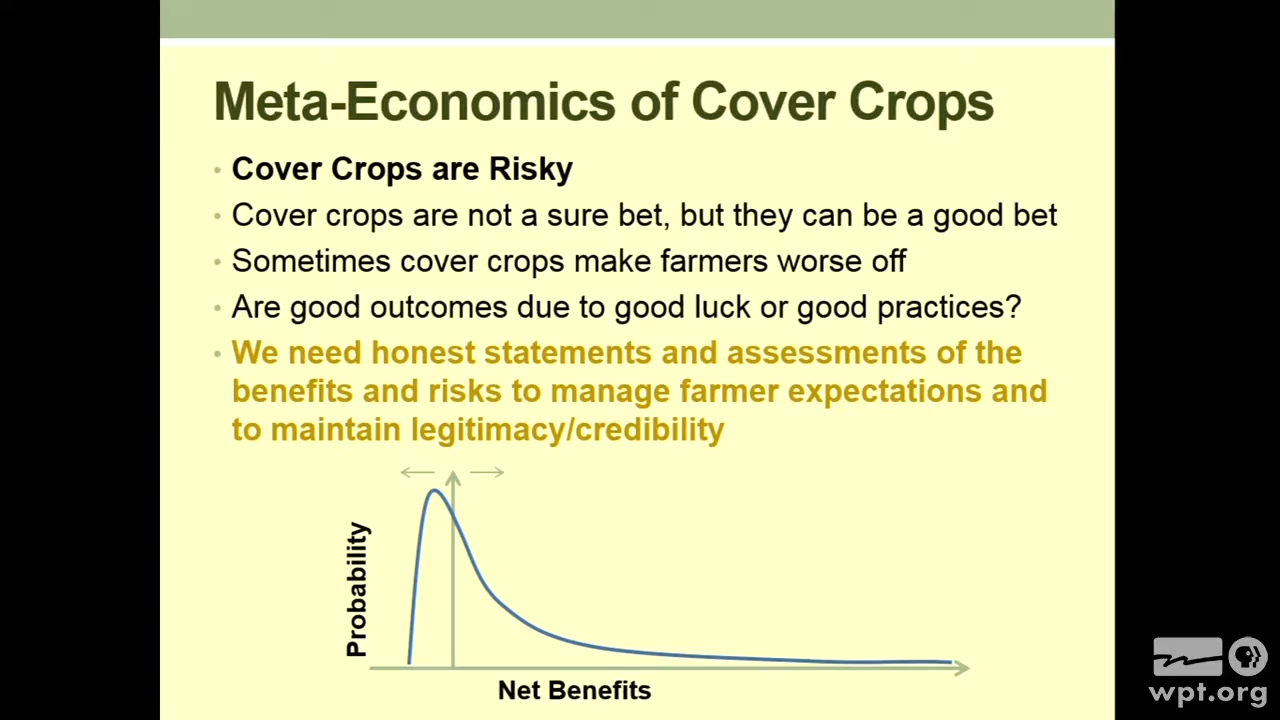 Meta-Economics of Cover Crops
• Cover Crops are Risky
• Cover crops are not a sure bet, but they can be a good bet
• Sometimes cover crops make farmers worse off
• Are good outcomes due to good luck or good practices?
• We need honest statements and assessments of the
benefits and risks to manage farmer expectations and
to maintain legitimacy/credibility
Probability
Net Benefits
wpt.org